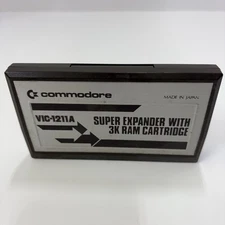 commodore
MADE IN JAPAN
VIC-1211A
SUPER EXPANDER WITH
3K RAM CARTRIDGE